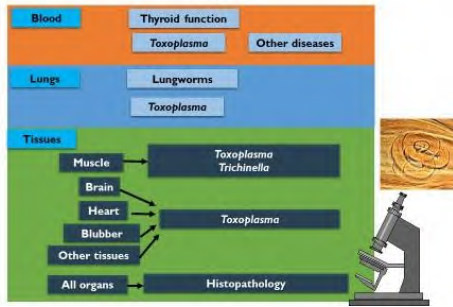 Blood
Thyroid function
Toxoplasma
Other diseases
Lungs
Lungworms
Toxoplasma
Tissues
Muscle
Toxoplasma
Trichinella
Brain
Heart
Toxoplasma
Blubber
Other tissues
All organs
Histopathology